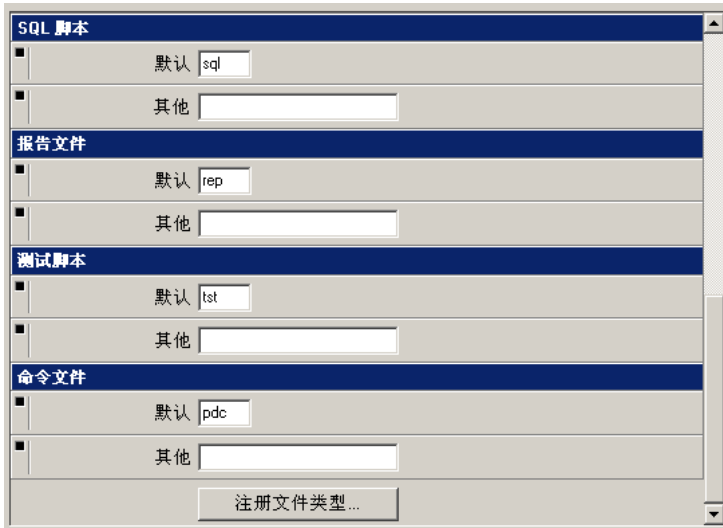 SQL 脚本
默认 sql
其他
报告文件
默认 rep
其他
测试脚本
默认 tst
其他
命令文件
默认 pdc
其他
注册文件类型...